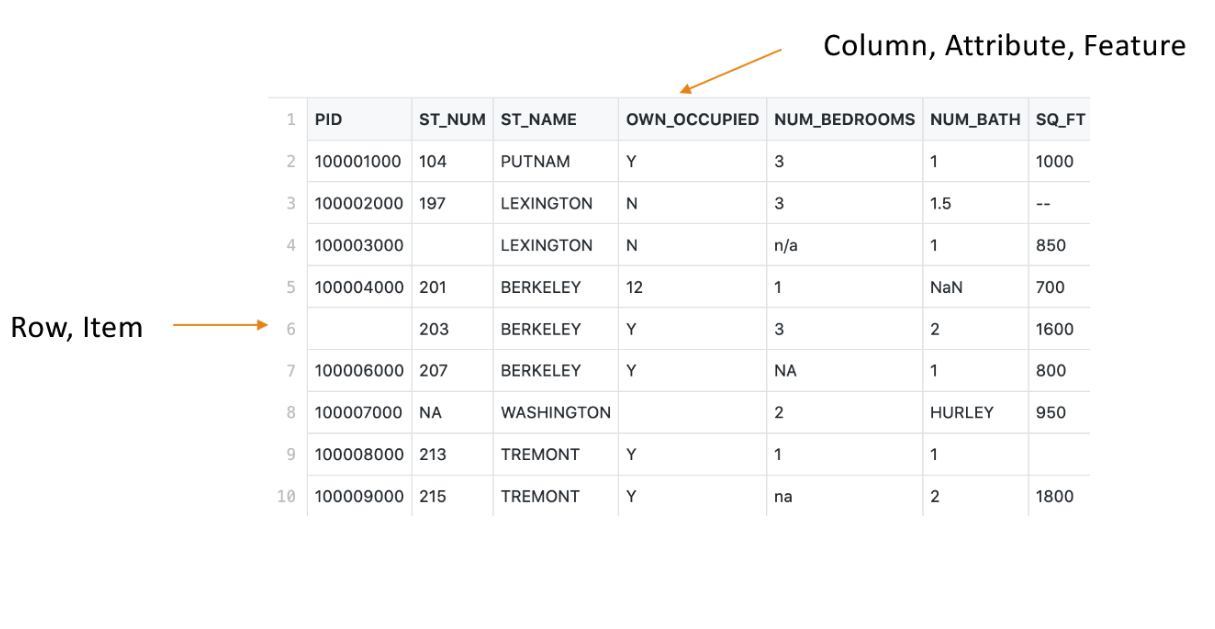 Column, Attribute, Feature
1 PID ST_NUM ST_NAME OWN_OCCUPIED NUM_BEDROOMS NUM_BATH SQ_FT
2 100001000 104 PUTNAM Y 3 1 1000
3 100002000 197 LEXINGTON N 3 1.5 --
4 100003000 LEXINGTON N n/a 1 850
5 100004000 201 BERKELEY 12 1 NaN 700
Row, Item
6 203 BERKELEY Y 3 2 1600
7 100006000 207 BERKELEY Y NA 1 800
8 100007000 NA WASHINGTON 2 HURLEY 950
9 100008000 213 TREMONT Y 1 1
10 100009000 215 TREMONT Y na 2 1800